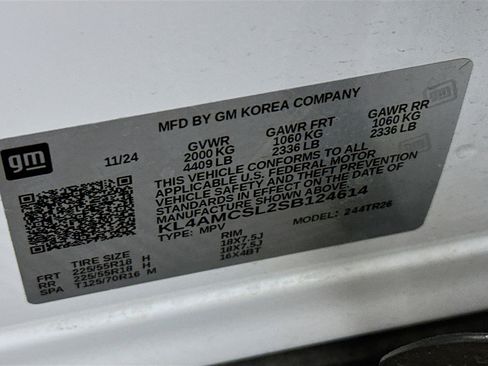 gm
MFD BY GM KOREA COMPANY
11/24 GVWR GAWR FRT GAWR RR
2000 KG 1060 KG 1060 KG
4409 LB 2336 LB 2336 LB
THIS VEHICLE CONFORMS TO ALL
APPLICABLE U.S. FEDERAL MOTOR
VEHICLE SAFETY AND THEFT PREVENTION
STANDARDS IN EFFECT ON THE DATE OF
MANUFACTURE SHOWN ABOVE.
KL4AMCSL2SB124614
TYPE: MPV MODEL: 244TR26
TIRE SIZE RIM
FRT 225/55R18 H 18X7.5J
RR 225/55R18 H 18X7.5J
SPA T125/70R16 M 16X4BT